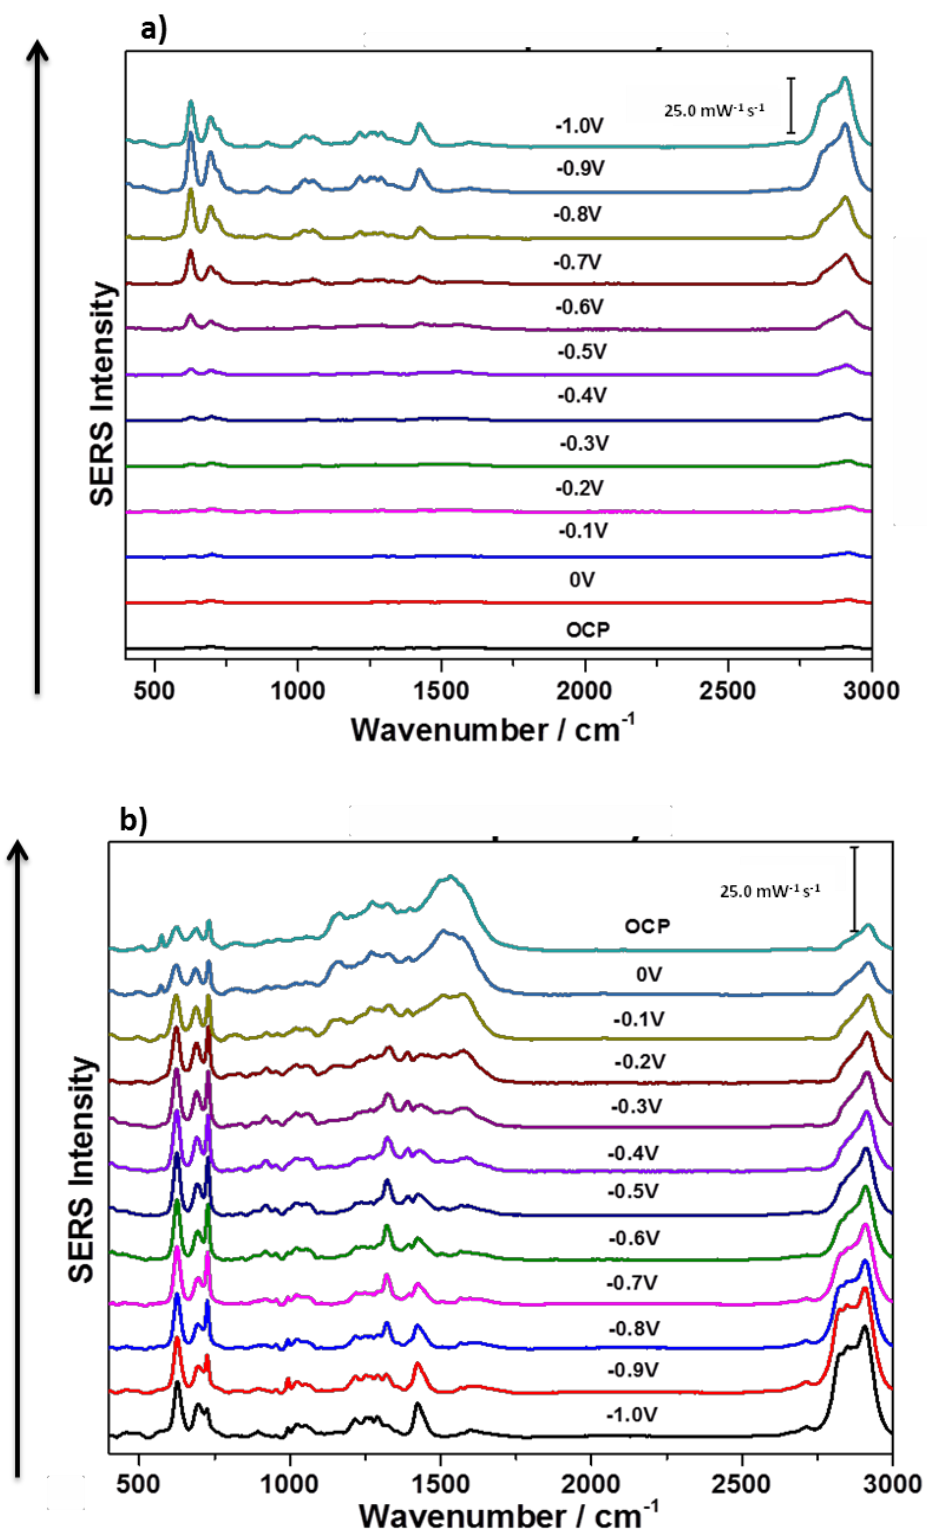 a)
25.0 mW-1 s-1
-1.0V
-0.9V
-0.8V
-0.7V
-0.6V
-0.5V
-0.4V
-0.3V
-0.2V
-0.1V
0V
OCP
SERS Intensity
500 1000 1500 2000 2500 3000
Wavenumber / cm-1
b)
25.0 mW-1 s-1
OCP
0V
-0.1V
-0.2V
-0.3V
-0.4V
-0.5V
-0.6V
-0.7V
-0.8V
-0.9V
-1.0V
SERS Intensity
500 1000 1500 2000 2500 3000
Wavenumber / cm-1